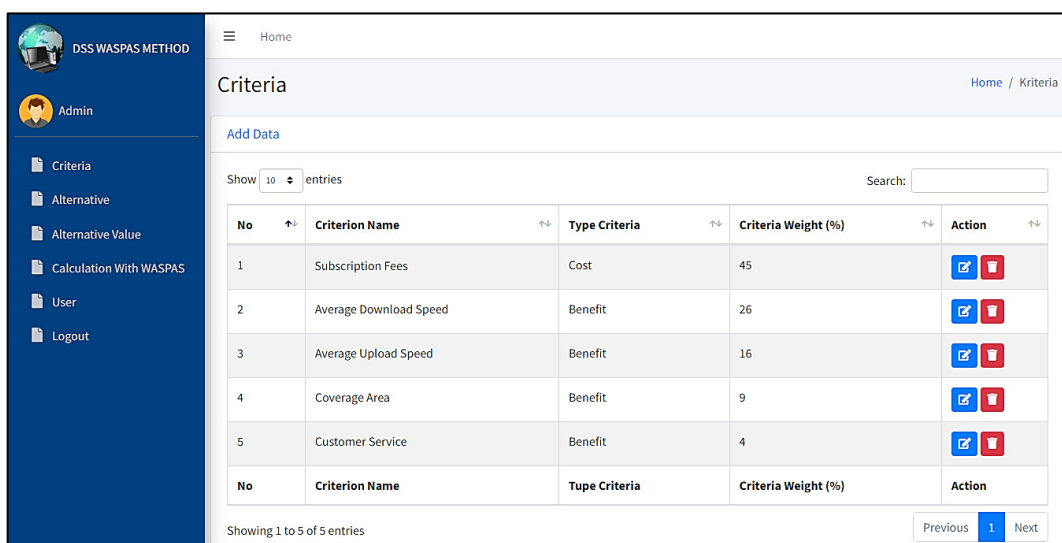 DSS WASPAS METHOD
Admin
Criteria
Alternative
Alternative Value
Calculation With WASPAS
User
Logout
Home
Criteria
Home / Kriteria
Add Data
Show 10 entries
Search:
No Criterion Name Type Criteria Criteria Weight (%) Action
1 Subscription Fees Cost 45
2 Average Download Speed Benefit 26
3 Average Upload Speed Benefit 16
4 Coverage Area Benefit 9
5 Customer Service Benefit 4
No Criterion Name Tupe Criteria Criteria Weight (%) Action
Showing 1 to 5 of 5 entries
Previous 1 Next